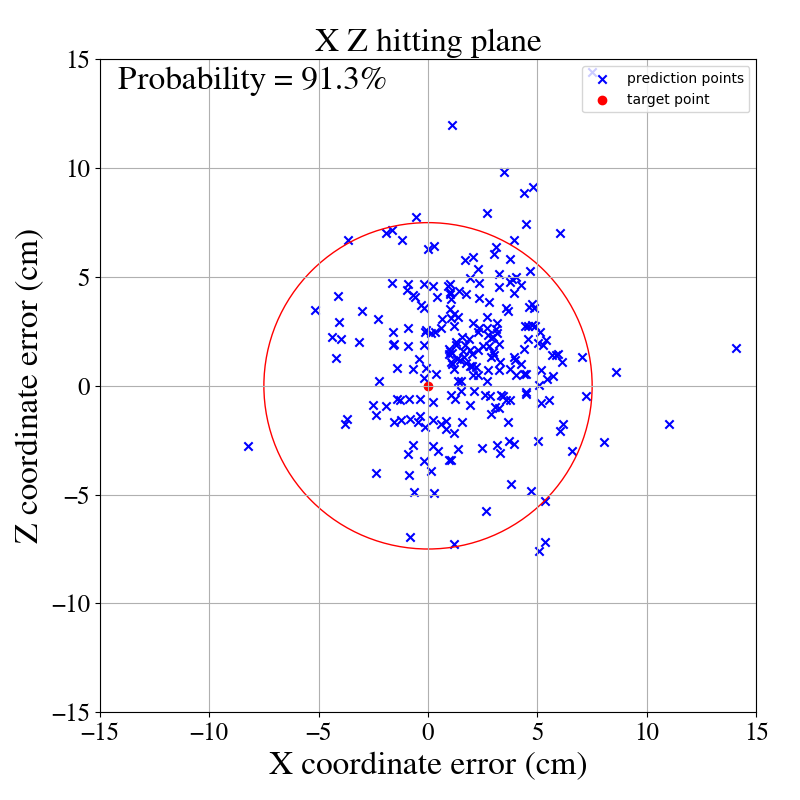 X Z hitting plane
Probability = 91.3%
prediction points
target point
15
10
5
0
−5
−10
−15
−15
−10
−5
0
5
10
15
Z coordinate error (cm)
X coordinate error (cm)